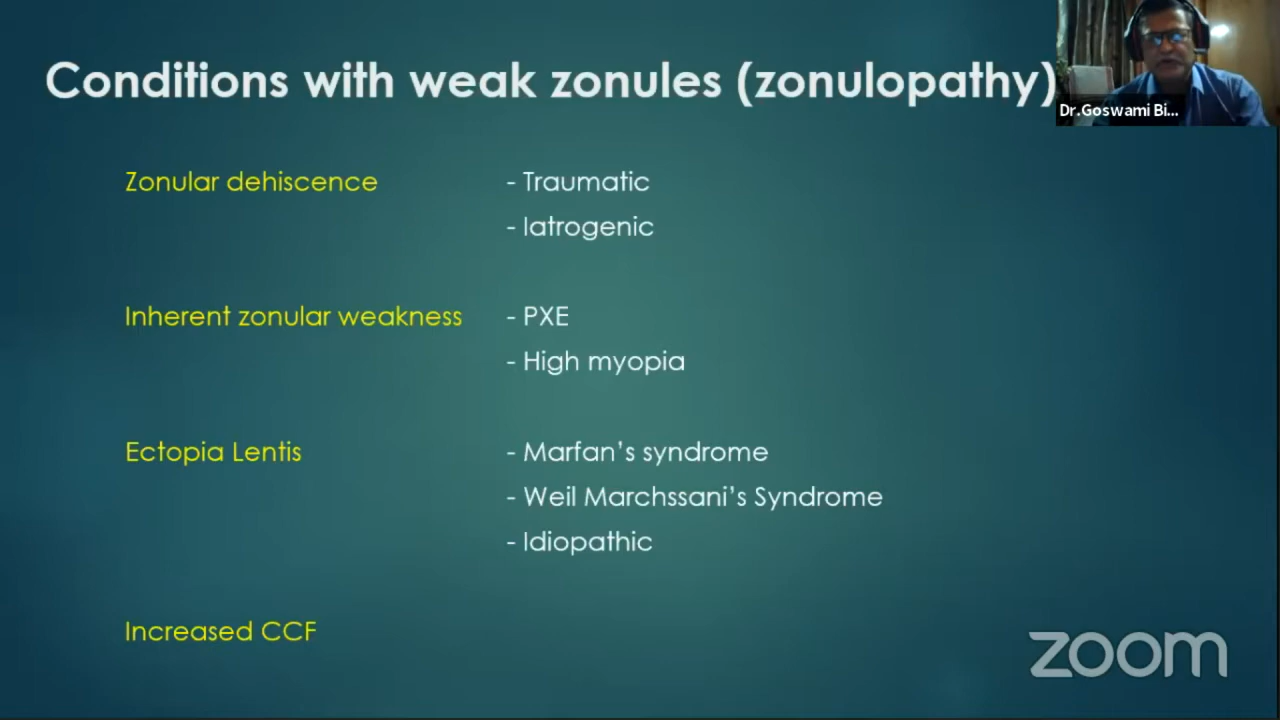 Conditions with weak zonules (zonulopathy)
Dr.Goswami Bi...
Zonular dehiscence - Traumatic
- Iatrogenic
Inherent zonular weakness - PXE
- High myopia
Ectopia Lentis - Marfan's syndrome
- Weil Marchssani's Syndrome
- Idiopathic
Increased CCF
zoom